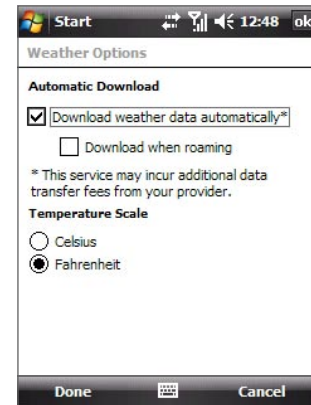 Start 12:48 ok
Weather Options
Automatic Download
Download weather data automatically*
Download when roaming
* This service may incur additional data
transfer fees from your provider.
Temperature Scale
Celsius
Fahrenheit
Done Cancel